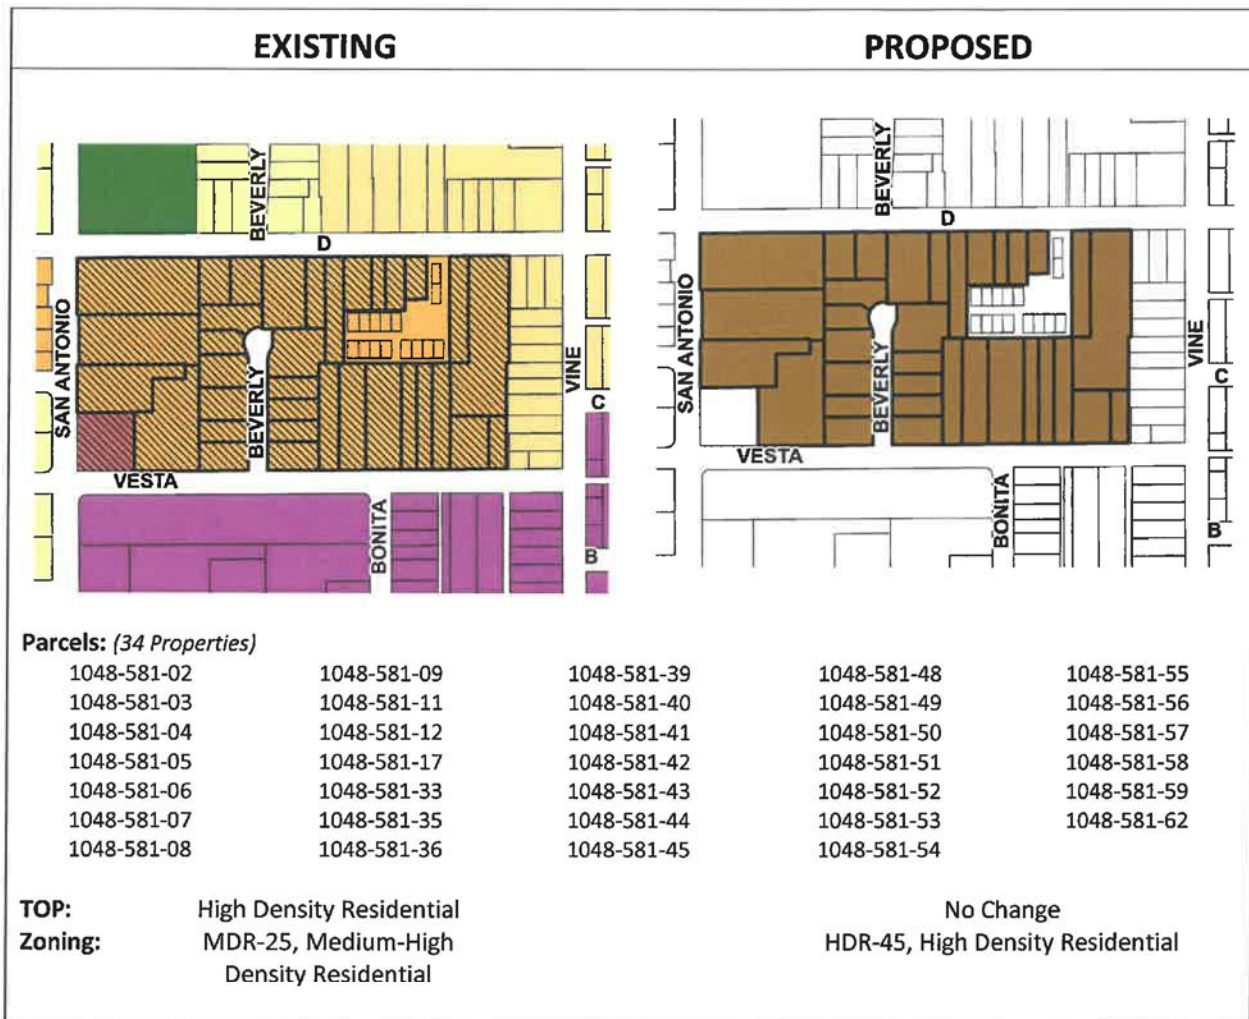 EXISTING PROPOSED
BEVERLY
D
SAN ANTONIO
BEVERLY
VINE
C
VESTA
BONITA
B
BEVERLY
D
SAN ANTONIO
BEVERLY
VINE
C
VESTA
BONITA
B
Parcels: (34 Properties)
1048-581-02 1048-581-09 1048-581-39 1048-581-48 1048-581-55
1048-581-03 1048-581-11 1048-581-40 1048-581-49 1048-581-56
1048-581-04 1048-581-12 1048-581-41 1048-581-50 1048-581-57
1048-581-05 1048-581-17 1048-581-42 1048-581-51 1048-581-58
1048-581-06 1048-581-33 1048-581-43 1048-581-52 1048-581-59
1048-581-07 1048-581-35 1048-581-44 1048-581-53 1048-581-62
1048-581-08 1048-581-36 1048-581-45 1048-581-54
TOP: High Density Residential No Change
Zoning: MDR-25, Medium-High HDR-45, High Density Residential
Density Residential